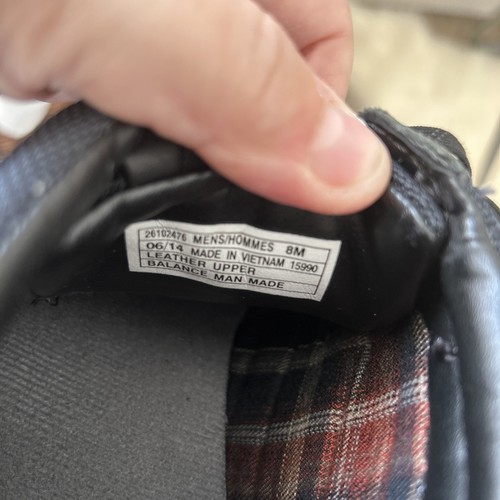 26102476 MENS/HOMMES 8M
06/14 MADE IN VIETNAM 15990
LEATHER UPPER
BALANCE MAN MADE